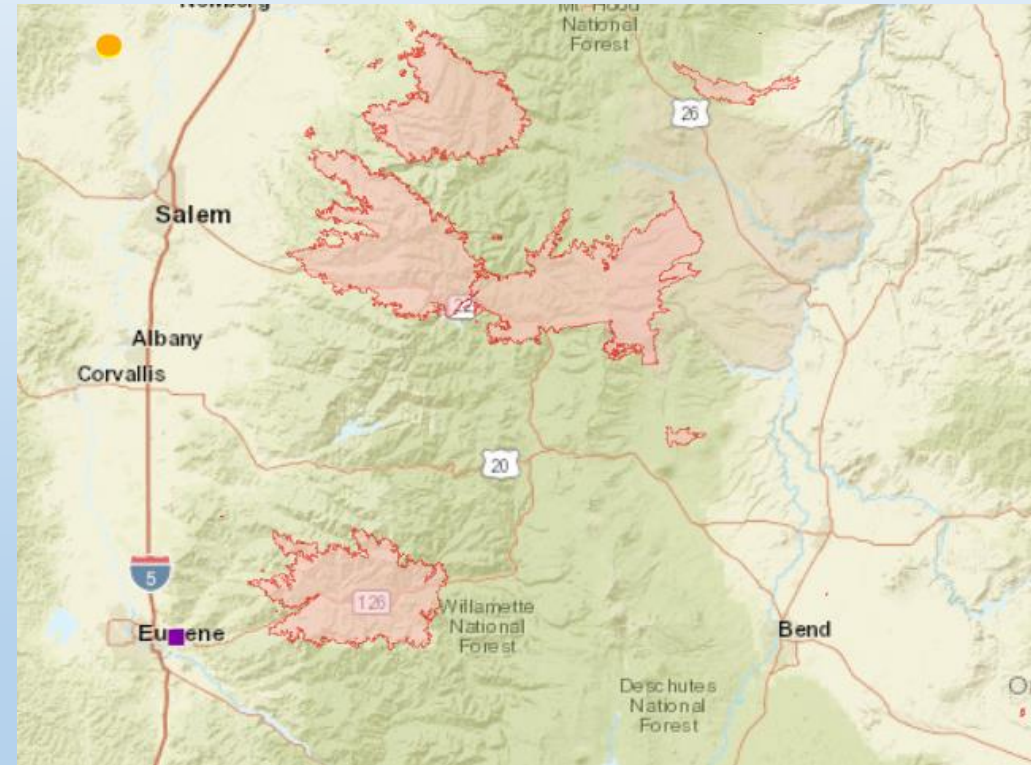 Newberg
Mt Hood
National
Forest
26
Salem
22
Albany
Corvallis
20
5
126
Willamette
National
Forest
Eugene
Bend
Deschutes
National
Forest